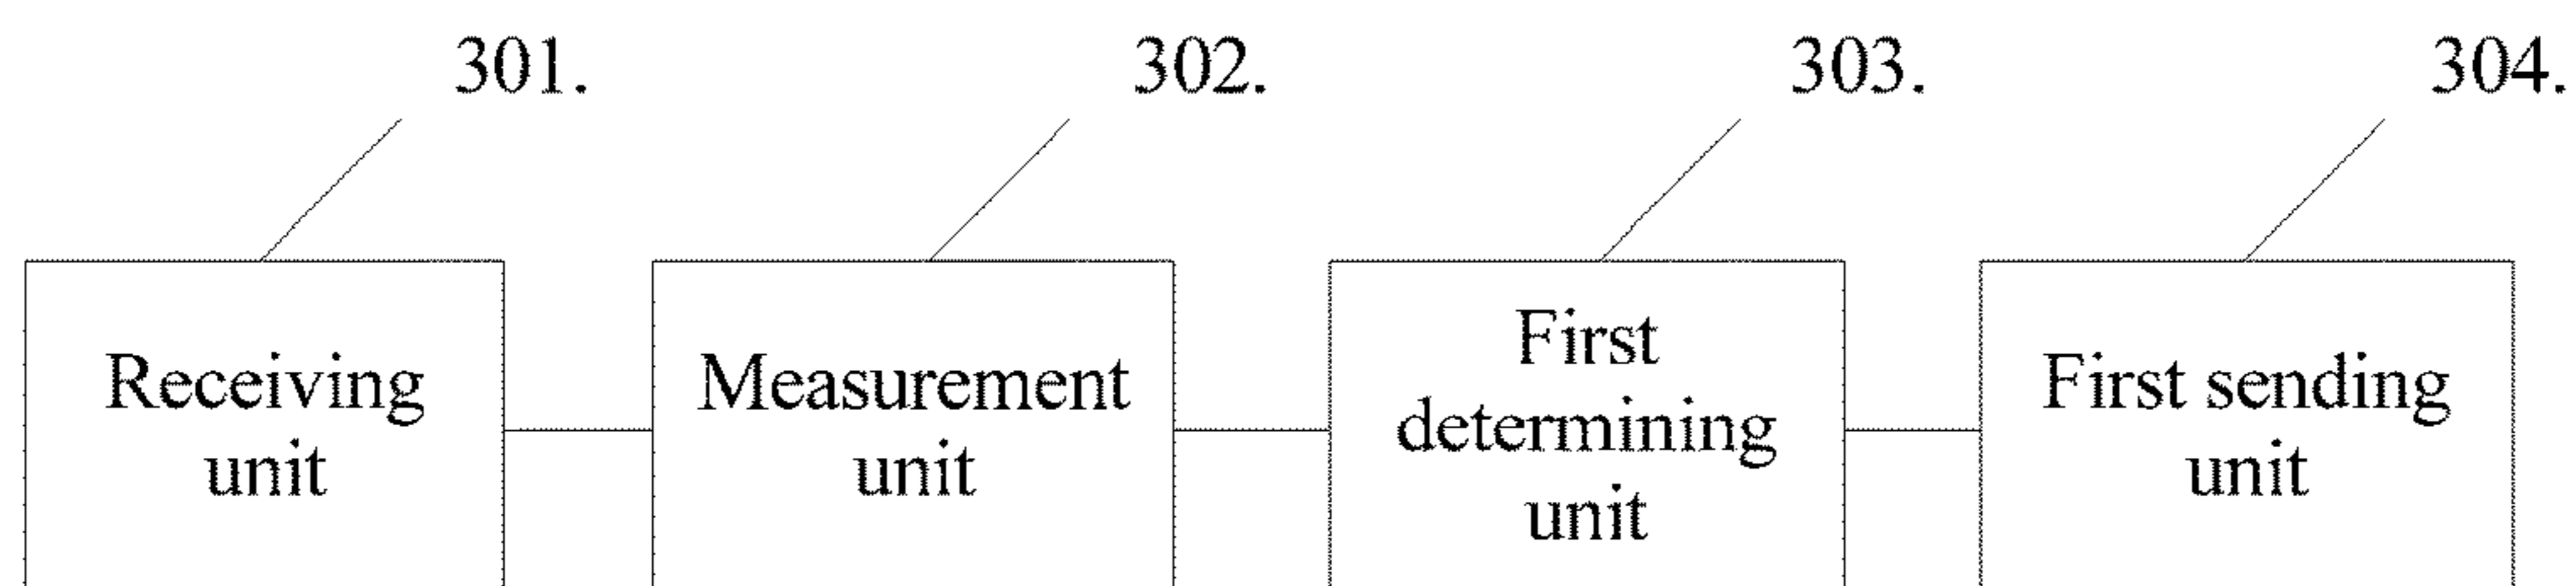 301.
302.
303.
304.
Receiving
unit
Measurement
unit
First
determining
unit
First sending
unit